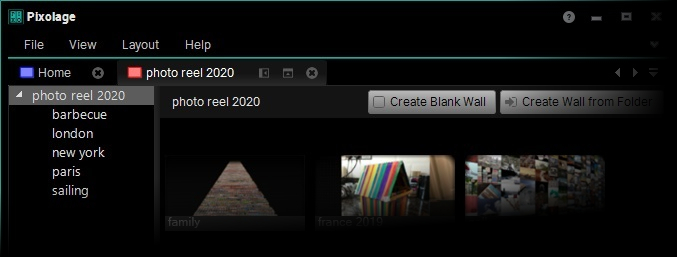 Pixolage
File View Layout Help
Home photo reel 2020
photo reel 2020
barbecue
london
new york
paris
sailing
photo reel 2020 Create Blank Wall Create Wall from Folder
family france 2019